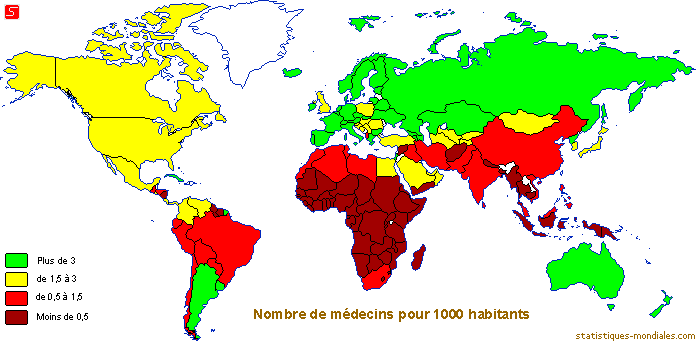 S
Plus de 3
de 1,5 à 3
de 0,5 à 1,5
Moins de 0,5
Nombre de médecins pour 1000 habitants
statistiques-mondiales.com